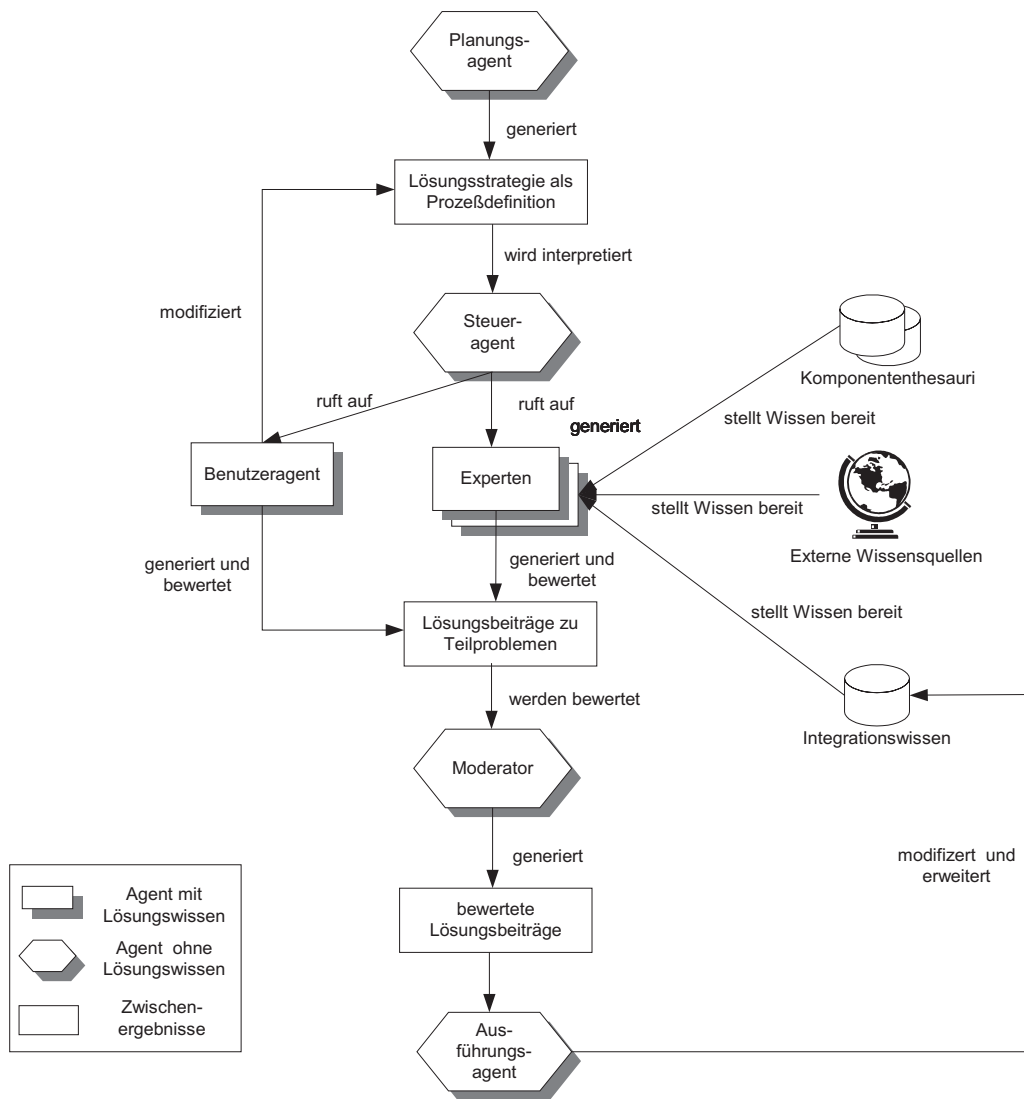 Planungs-
agent
generiert
Lösungsstrategie als
Prozeßdefinition
wird interpretiert
modifiziert
Steuer-
agent
Komponententhesauri
ruft auf
ruft auf
generiert
stellt Wissen bereit
Benutzeragent
Experten
stellt Wissen bereit
Externe Wissensquellen
generiert und
bewertet
generiert und
bewertet
stellt Wissen bereit
Lösungsbeiträge zu
Teilproblemen
werden bewertet
Integrationswissen
Moderator
generiert
modifizert und
erweitert
bewertete
Lösungsbeiträge
Aus-
führungs-
agent
Agent mit
Lösungswissen
Agent ohne
Lösungswissen
Zwischen-
ergebnisse